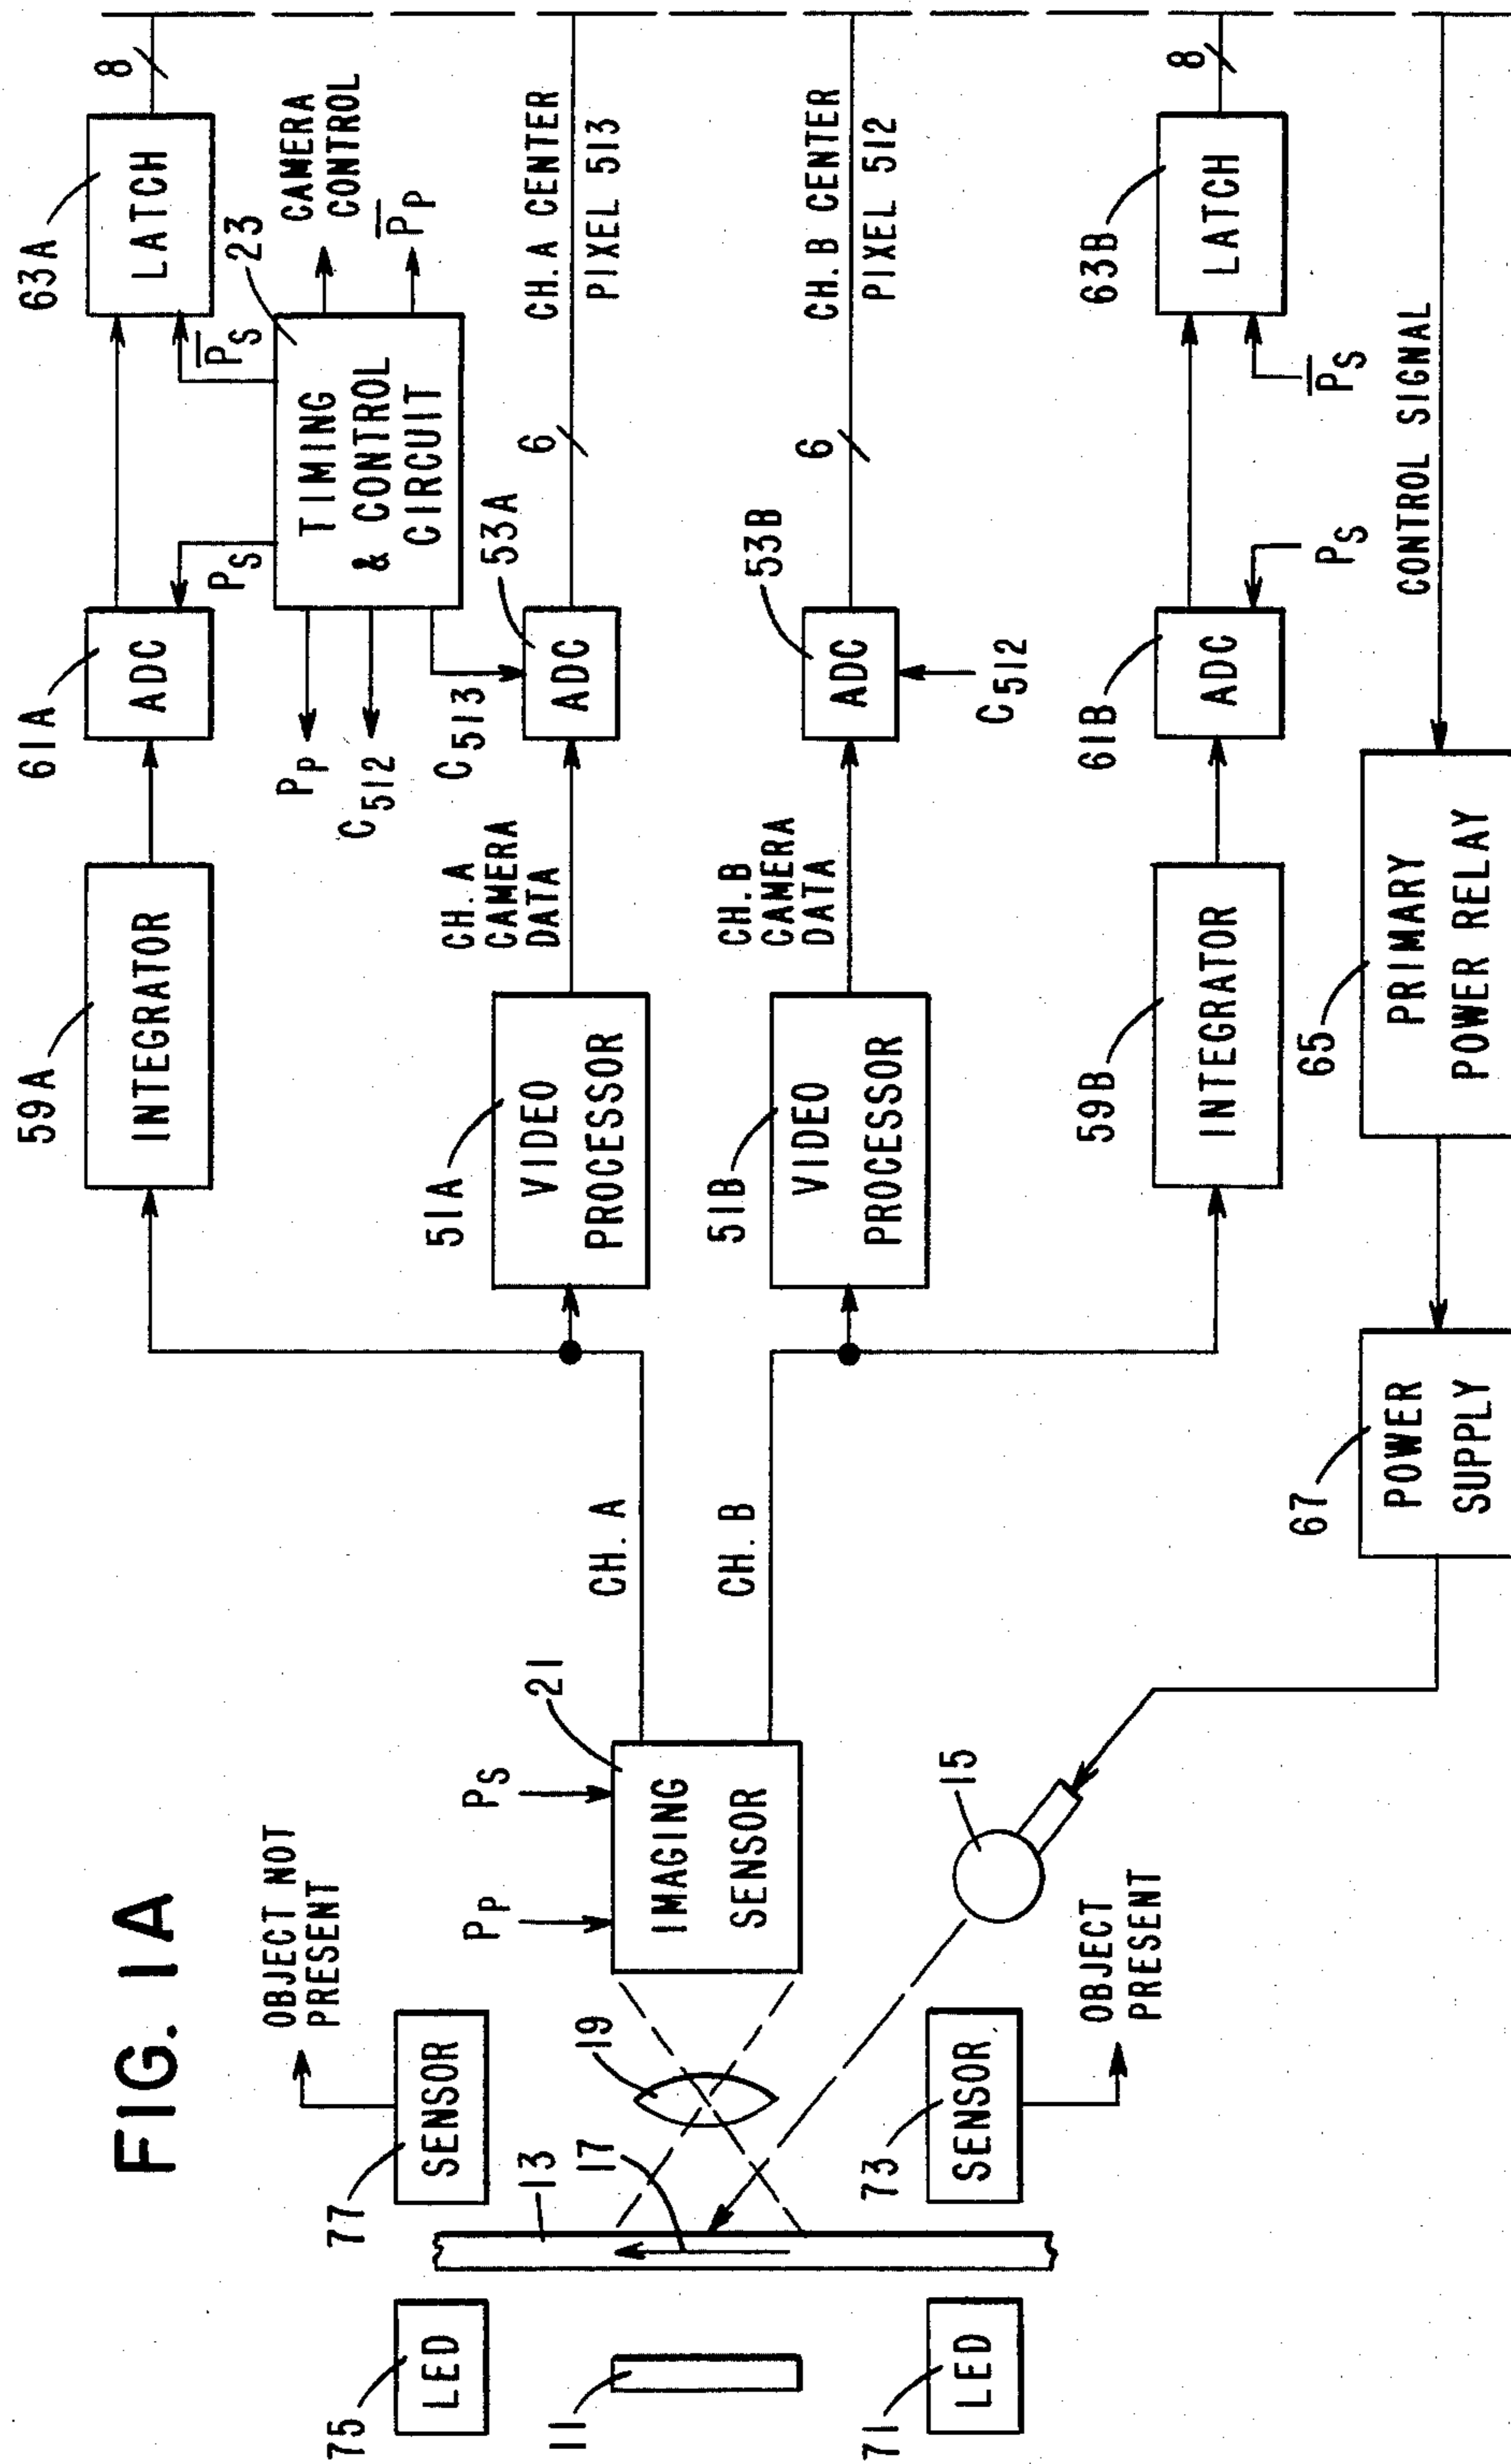 FIG. 1A
63A
LATCH
8
CAMERA
CONTROL
61A
ADC
P̅S
23
TIMING
& CONTROL
CIRCUIT
P̅P
PS
PP
C512
C513
59A
INTEGRATOR
53A
ADC
6
CH. A CENTER
PIXEL 513
CH. A
CAMERA
DATA
51A
VIDEO
PROCESSOR
53B
ADC
6
CH. B CENTER
PIXEL 512
C512
CH. B
CAMERA
DATA
51B
VIDEO
PROCESSOR
63B
LATCH
8
P̅S
61B
ADC
PS
59B
INTEGRATOR
CONTROL SIGNAL
65
PRIMARY
POWER RELAY
67
POWER
SUPPLY
CH. A
CH. B
21
IMAGING
SENSOR
PS
PP
15
OBJECT NOT
PRESENT
77
SENSOR
19
17
13
73
SENSOR
OBJECT
PRESENT
75
LED
11
71
LED